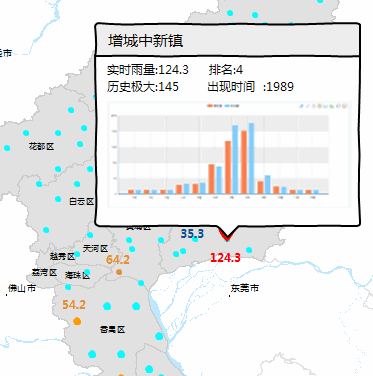 增城中新镇
实时雨量:124.3 排名:4
历史极大:145 出现时间 :1989
花都区
白云区
35.3
天河区
64.2
124.3
越秀区
荔湾区 海珠区
佛山市
东莞市
54.2
番禺区